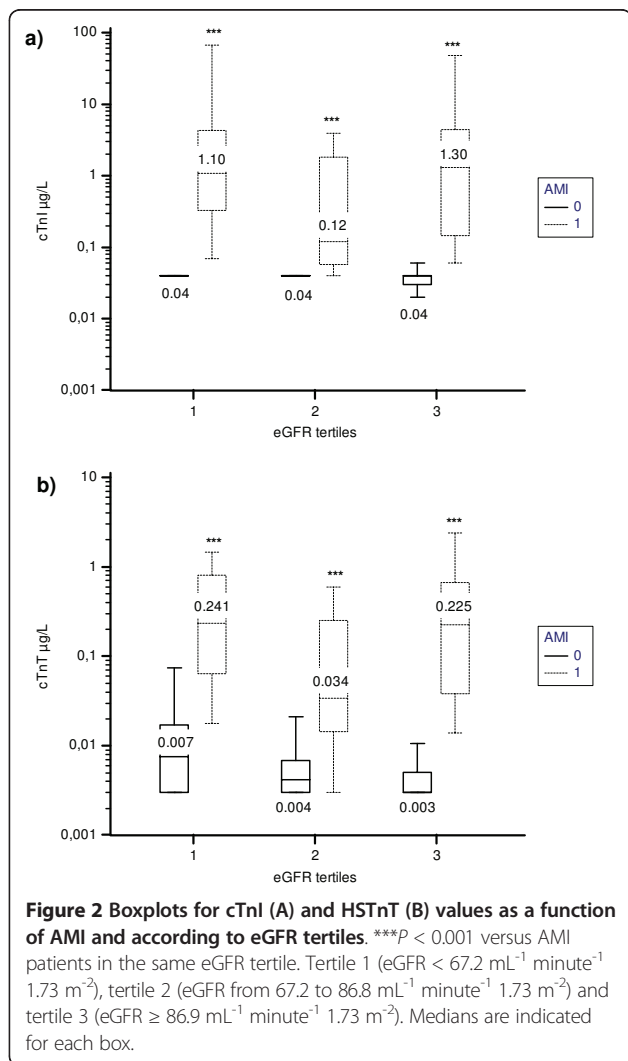 a)
100
10
1
0,1
0,01
0,001
cTnI µg/L
***
***
***
1.10
0.12
1.30
0.04
0.04
0.04
1 2 3
eGFR tertiles
AMI
0
1
b)
10
1
0,1
0,01
0,001
cTnT µg/L
***
***
***
0.241
0.034
0.225
0.007
0.004
0.003
1 2 3
eGFR tertiles
AMI
0
1
Figure 2 Boxplots for cTnI (A) and HSTnT (B) values as a function
of AMI and according to eGFR tertiles. ***P < 0.001 versus AMI
patients in the same eGFR tertile. Tertile 1 (eGFR < 67.2 mL⁻¹ minute⁻¹
1.73 m⁻²), tertile 2 (eGFR from 67.2 to 86.8 mL⁻¹ minute⁻¹ 1.73 m⁻²) and
tertile 3 (eGFR ≥ 86.9 mL⁻¹ minute⁻¹ 1.73 m⁻²). Medians are indicated
for each box.